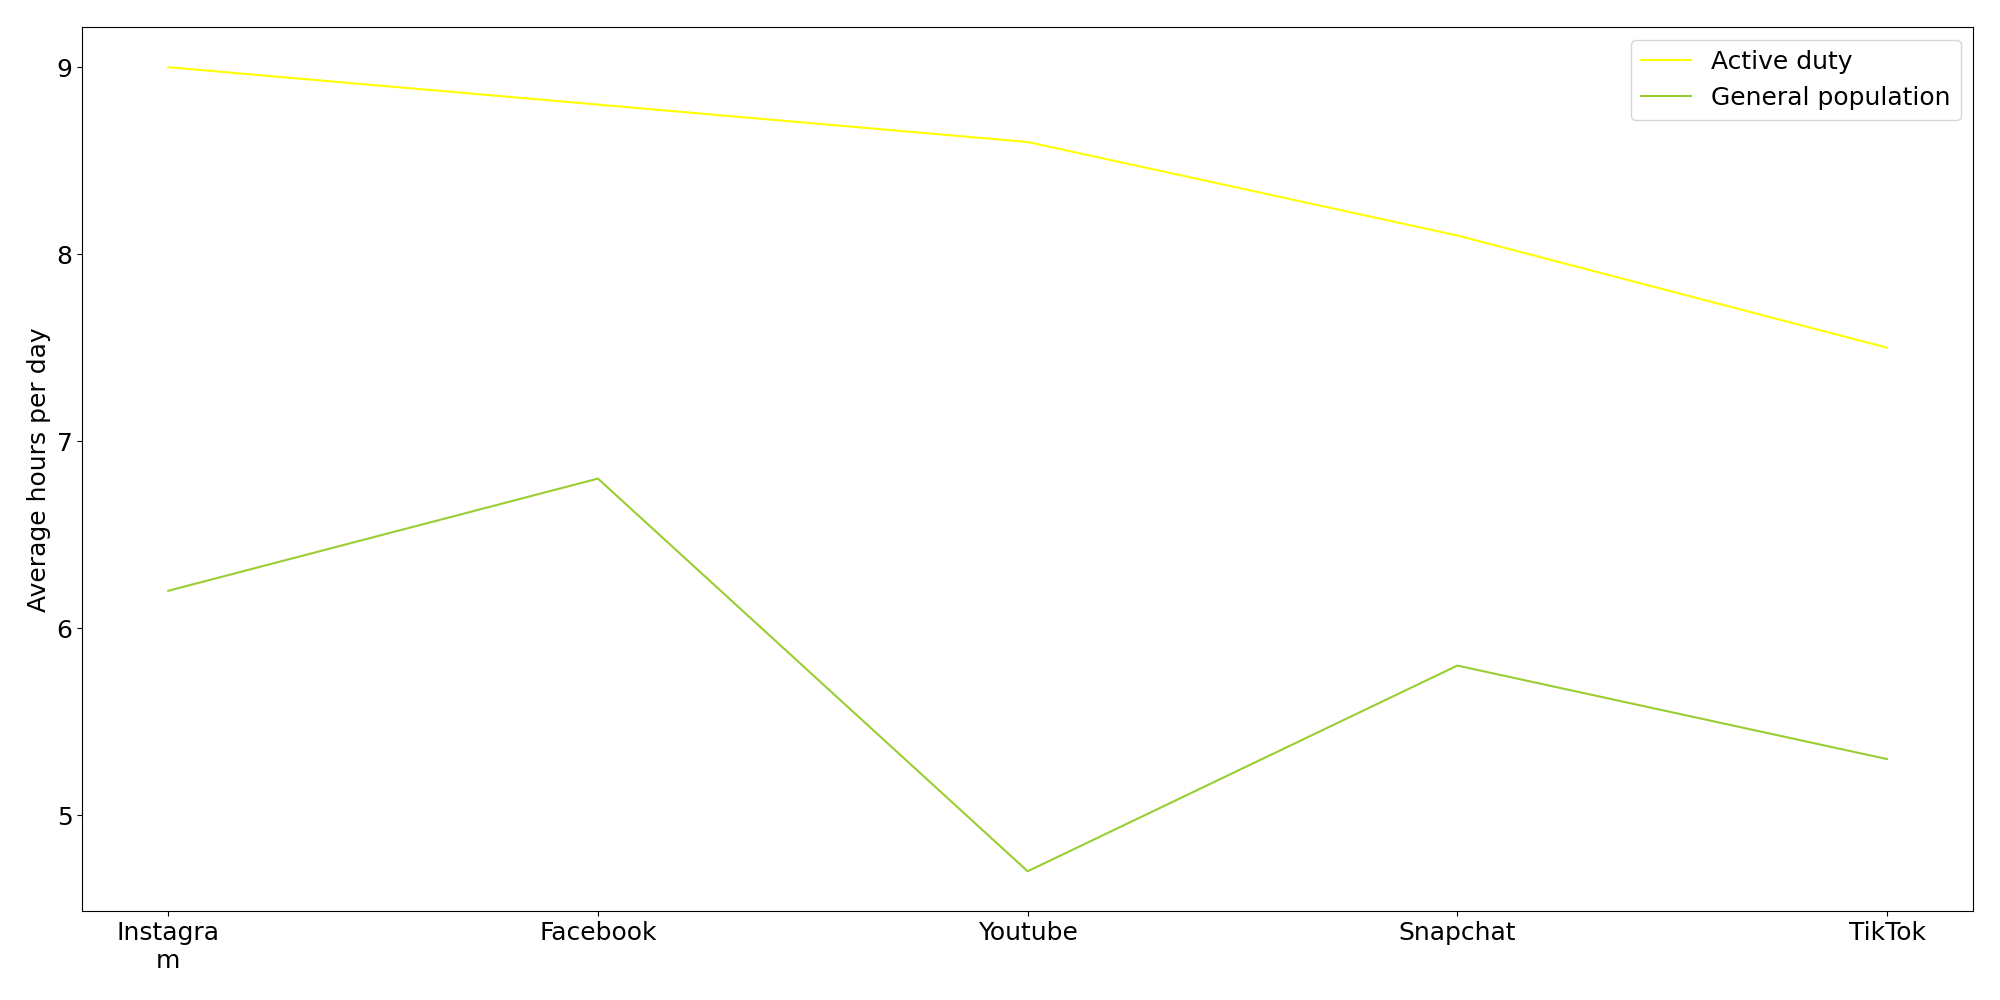 Active duty
General population
Average hours per day
9
8
7
6
5
Instagra
m
Facebook
Youtube
Snapchat
TikTok